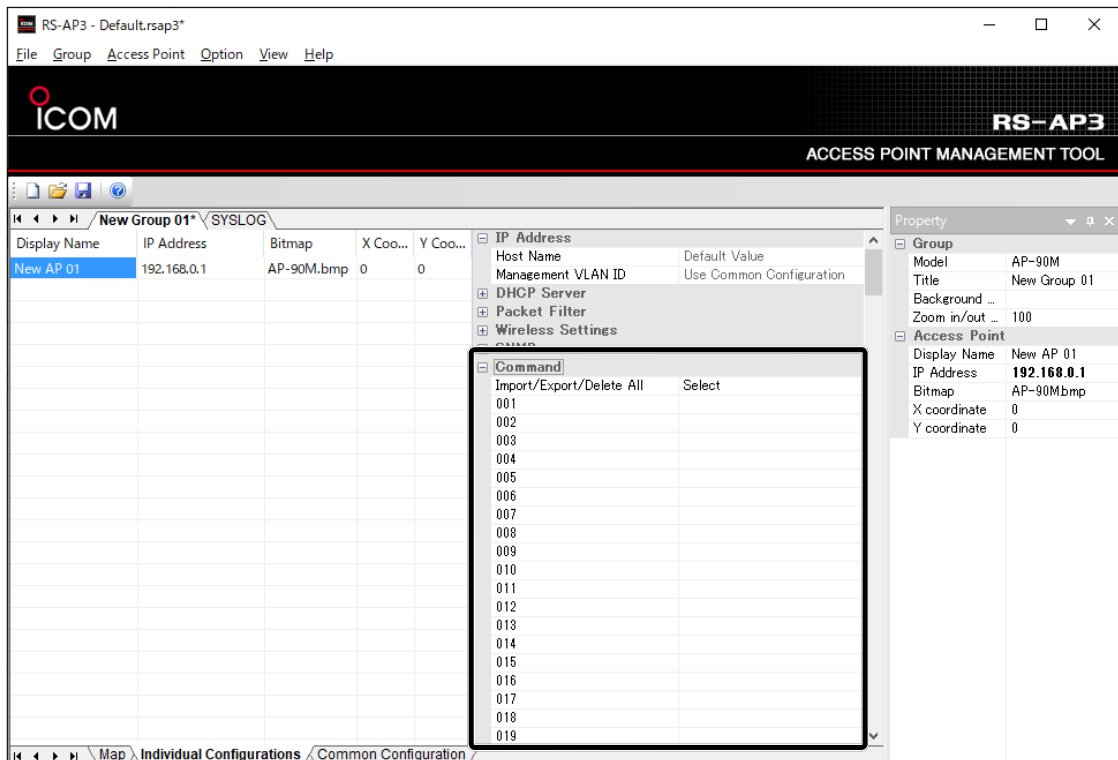 RS-AP3 - Default.rsap3*
File Group Access Point Option View Help
ICOM
RS-AP3
ACCESS POINT MANAGEMENT TOOL
New Group 01* SYSLOG
Display Name IP Address Bitmap X Coo... Y Coo...
New AP 01 192.168.0.1 AP-90M.bmp 0 0
IP Address
Host Name Default Value
Management VLAN ID Use Common Configuration
DHCP Server
Packet Filter
Wireless Settings
SNMP
Command
Import/Export/Delete All Select
001
002
003
004
005
006
007
008
009
010
011
012
013
014
015
016
017
018
019
Property
Group
Model AP-90M
Title New Group 01
Background ...
Zoom in/out ... 100
Access Point
Display Name New AP 01
IP Address 192.168.0.1
Bitmap AP-90M.bmp
X coordinate 0
Y coordinate 0
Map Individual Configurations Common Configuration